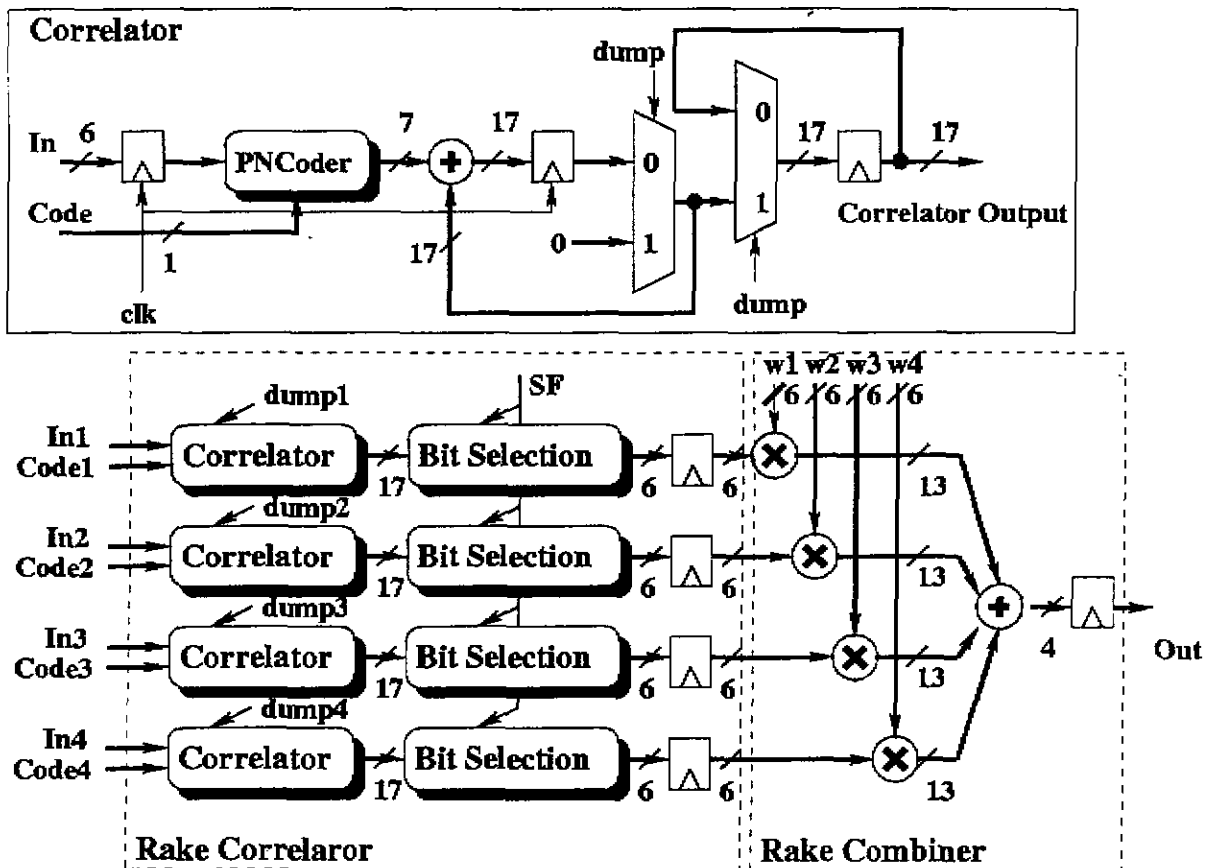 Correlator
dump
In
6
PNCoder
7
17
17
0
1
0
1
17
17
Code
1
clk
17
0
Correlator Output
dump
w1 w2 w3 w4
6 6 6 6
SF
dump1
In1
Code1
Correlator
17
Bit Selection
6
6
13
dump2
In2
Code2
Correlator
17
Bit Selection
6
6
13
dump3
In3
Code3
Correlator
17
Bit Selection
6
6
13
4
Out
dump4
In4
Code4
Correlator
17
Bit Selection
6
6
13
Rake Correlaror
Rake Combiner